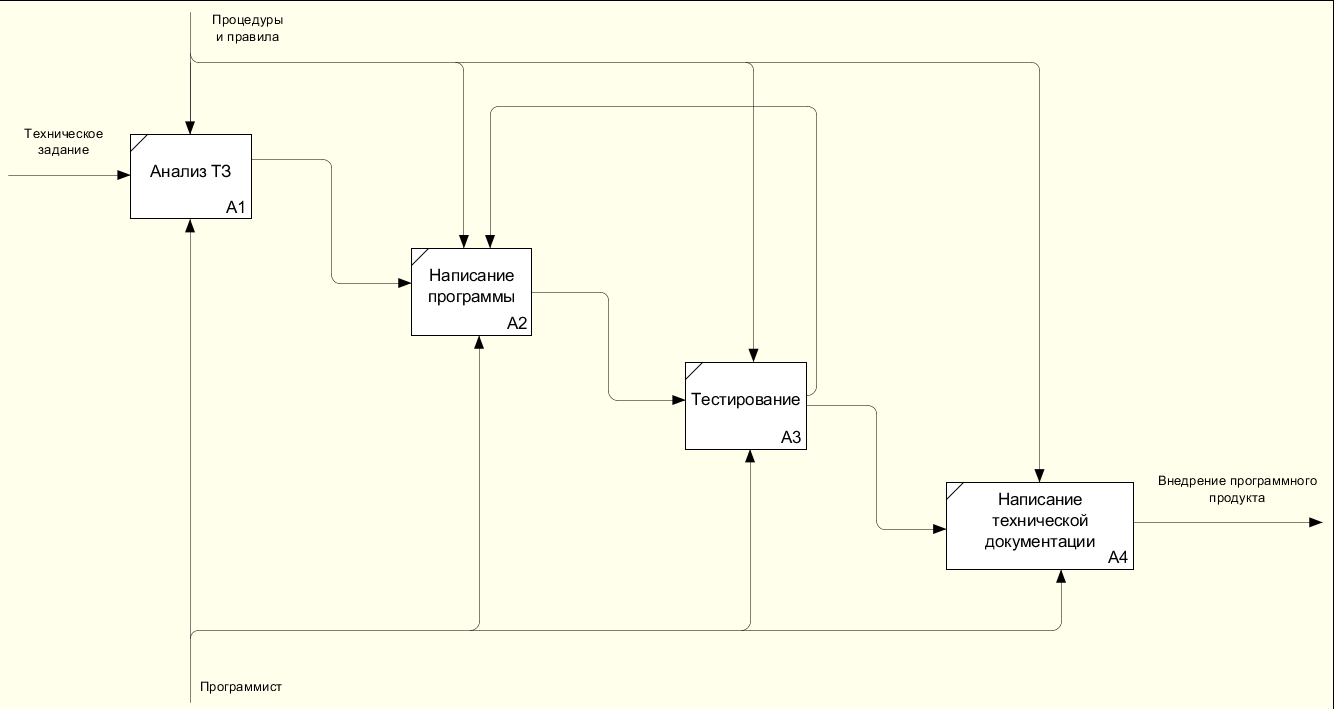 Процедуры
и правила
Техническое
задание
Анализ ТЗ
A1
Написание
программы
A2
Тестирование
A3
Написание
технической
документации
A4
Внедрение программного
продукта
Программист